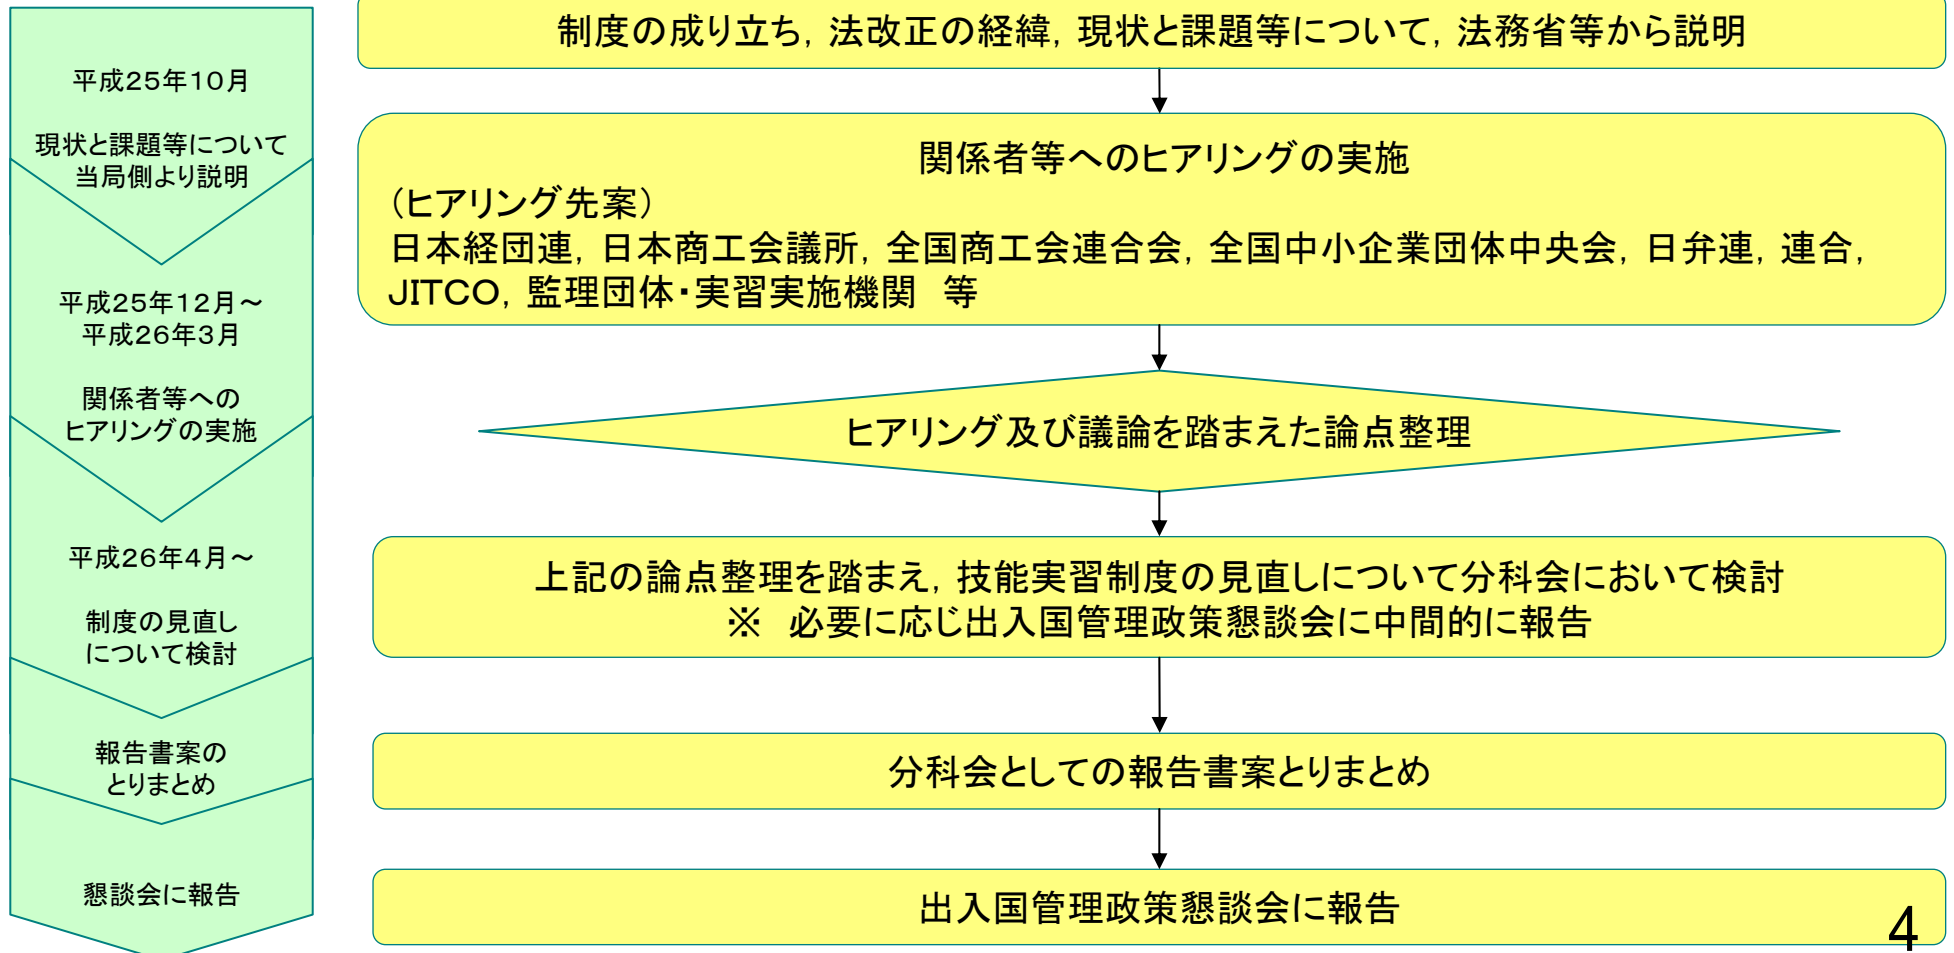 平成25年10月
現状と課題等について
当局側より説明
平成25年12月～
平成26年3月
関係者等への
ヒアリングの実施
平成26年4月～
制度の見直し
について検討
報告書案の
とりまとめ
懇談会に報告
制度の成り立ち，法改正の経緯，現状と課題等について，法務省等から説明
関係者等へのヒアリングの実施
（ヒアリング先案）
日本経団連，日本商工会議所，全国商工会連合会，全国中小企業団体中央会，日弁連，連合，
JITCO，監理団体・実習実施機関　等
ヒアリング及び議論を踏まえた論点整理
上記の論点整理を踏まえ，技能実習制度の見直しについて分科会において検討
※　必要に応じ出入国管理政策懇談会に中間的に報告
分科会としての報告書案とりまとめ
出入国管理政策懇談会に報告
4